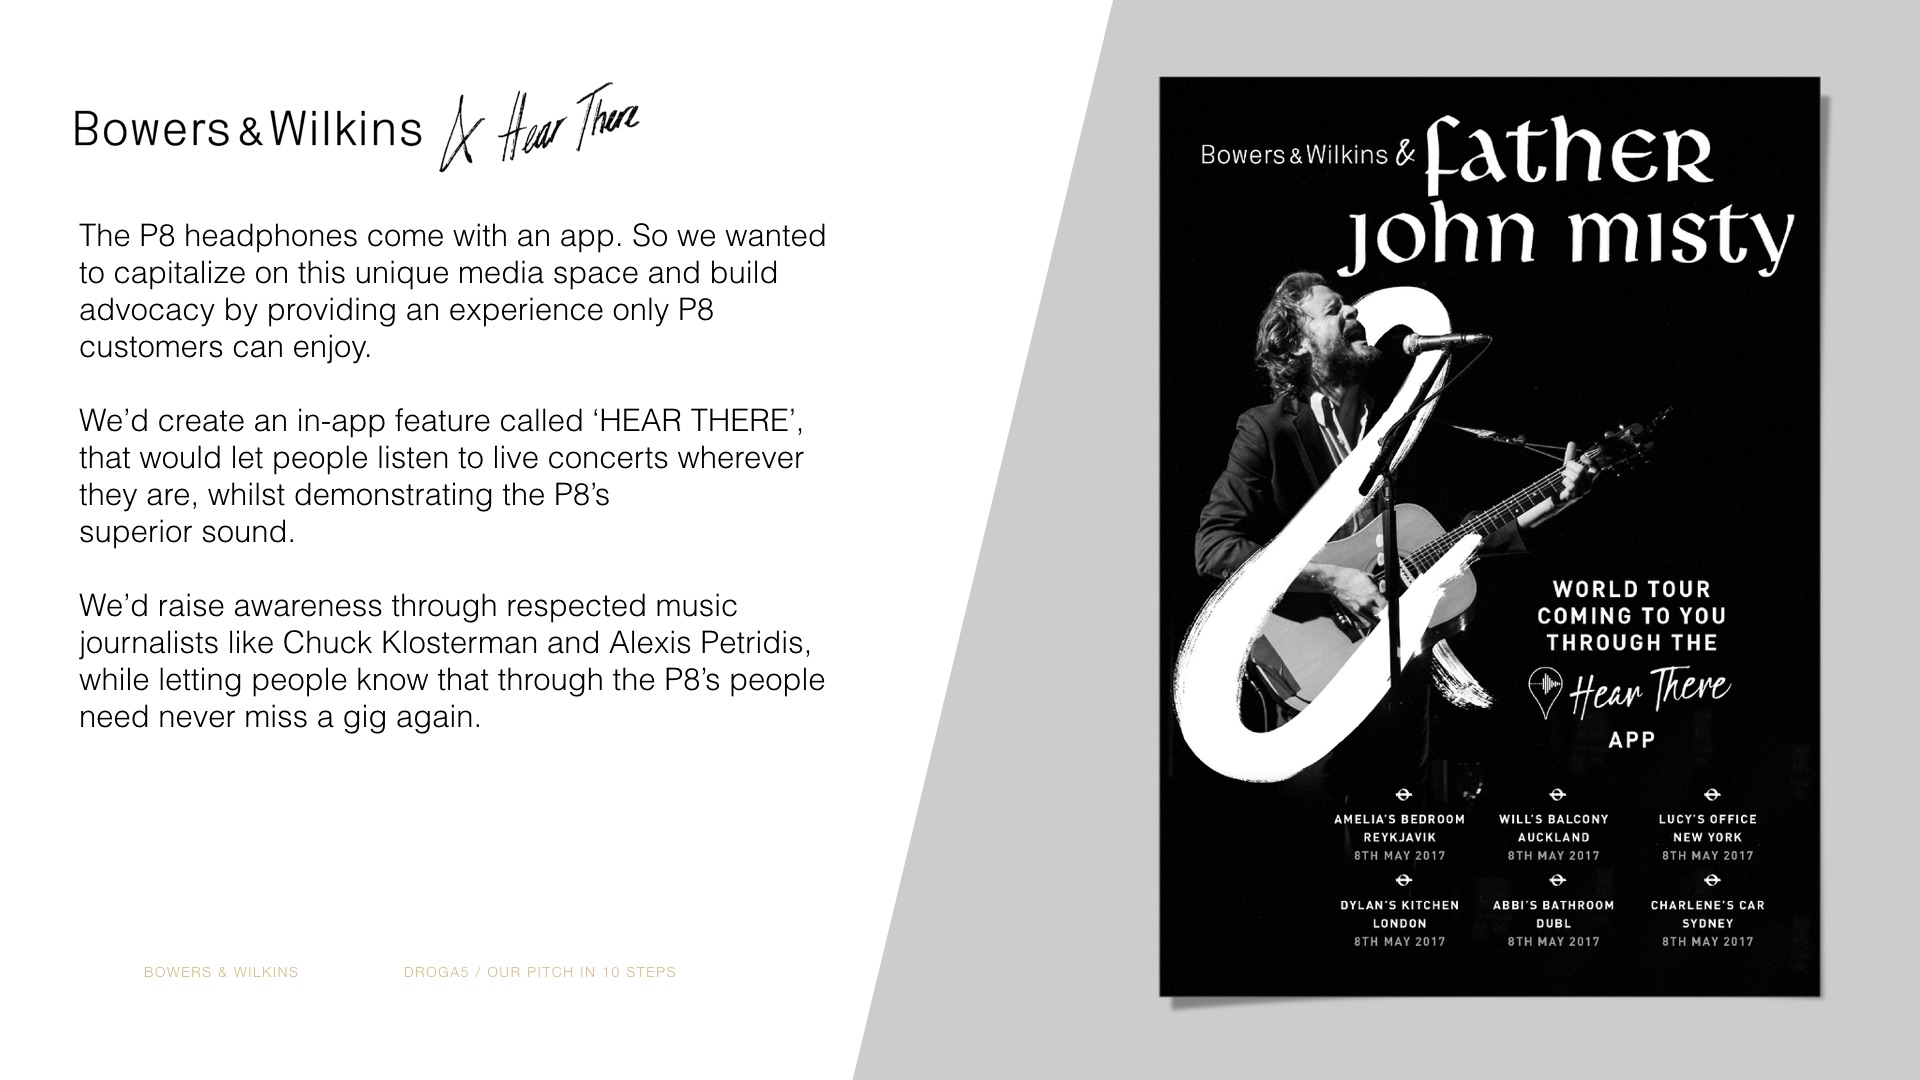 Bowers & Wilkins & Hear There
The P8 headphones come with an app. So we wanted
to capitalize on this unique media space and build
advocacy by providing an experience only P8
customers can enjoy.
We’d create an in-app feature called ‘HEAR THERE’,
that would let people listen to live concerts wherever
they are, whilst demonstrating the P8’s
superior sound.
We’d raise awareness through respected music
journalists like Chuck Klosterman and Alexis Petridis,
while letting people know that through the P8’s people
need never miss a gig again.
BOWERS & WILKINS
DROGA5 / OUR PITCH IN 10 STEPS
Bowers & Wilkins & father
john misty
&
WORLD TOUR
COMING TO YOU
THROUGH THE
Hear There
APP
AMELIA’S BEDROOM
REYKJAVIK
8TH MAY 2017
WILL’S BALCONY
AUCKLAND
8TH MAY 2017
LUCY’S OFFICE
NEW YORK
8TH MAY 2017
DYLAN’S KITCHEN
LONDON
8TH MAY 2017
ABBI’S BATHROOM
DUBL
8TH MAY 2017
CHARLENE’S CAR
SYDNEY
8TH MAY 2017